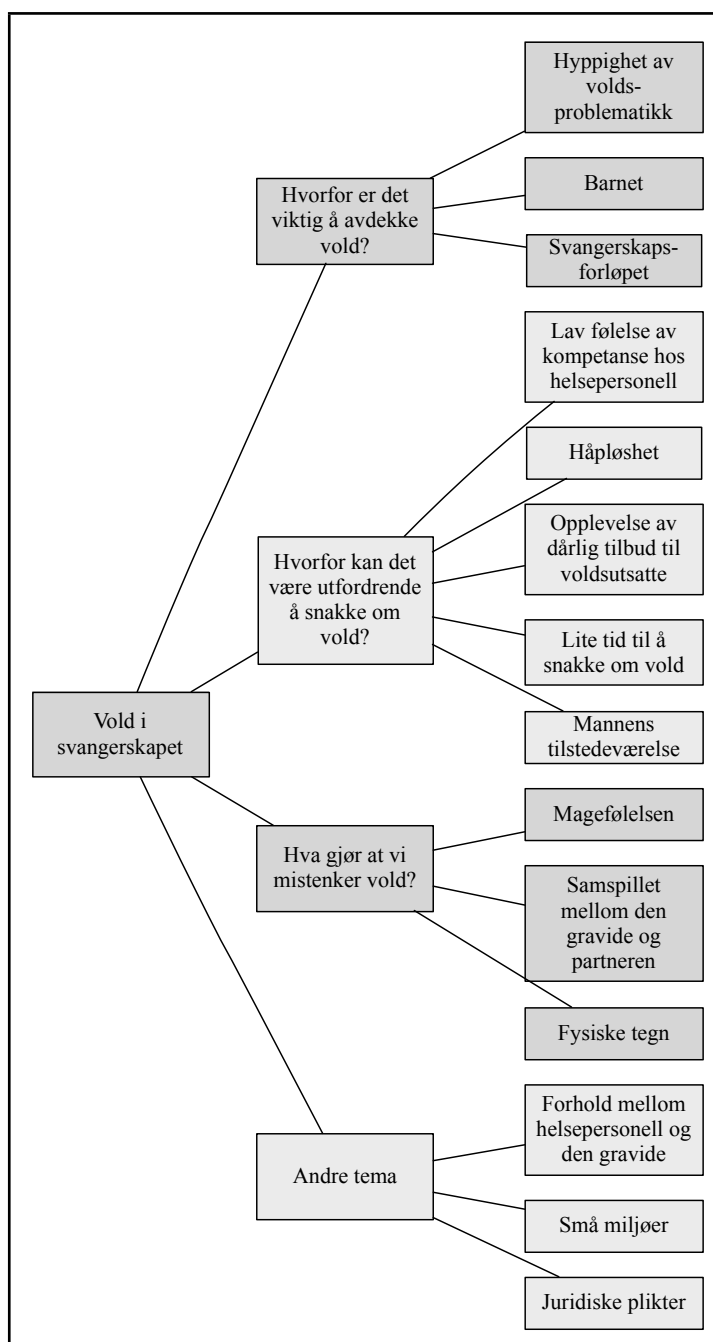 Hyppighet av
volds-
problematikk
Hvorfor er det
viktig å avdekke
vold?
Barnet
Svangerskaps-
forløpet
Lav følelse av
kompetanse hos
helsepersonell
Håpløshet
Hvorfor kan det
være utfordrende
å snakke om
vold?
Opplevelse av
dårlig tilbud til
voldsutsatte
Lite tid til å
snakke om vold
Mannens
tilstedeværelse
Vold i
svangerskapet
Hva gjør at vi
mistenker vold?
Magefølelsen
Samspillet
mellom den
gravide og
partneren
Fysiske tegn
Andre tema
Forhold mellom
helsepersonell og
den gravide
Små miljøer
Juridiske plikter